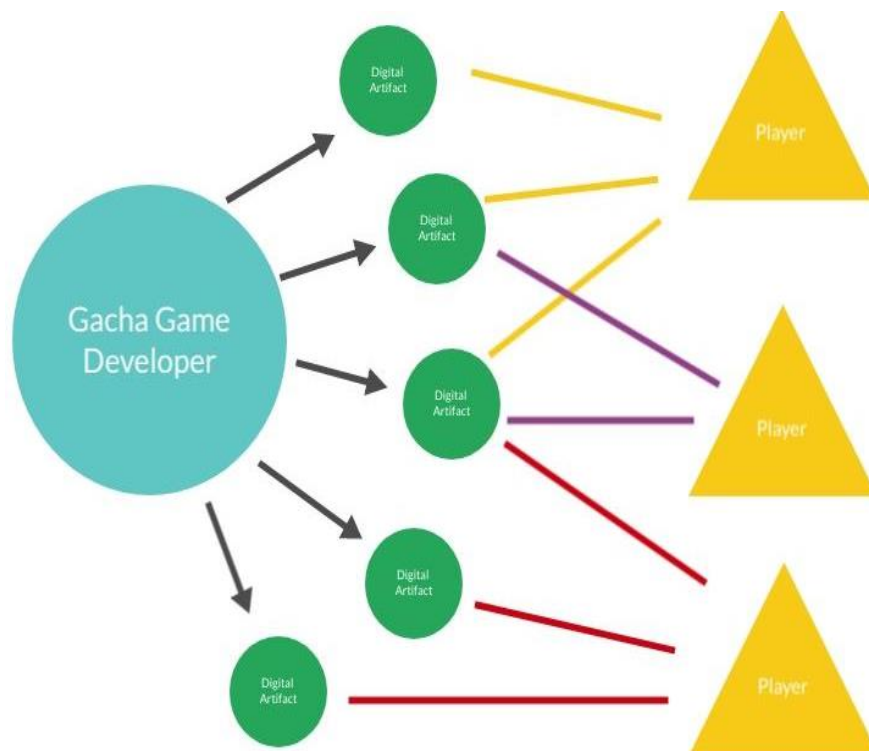 Digital
Artifact
Player
Digital
Artifact
Gacha Game
Developer
Digital
Artifact
Player
Digital
Artifact
Digital
Artifact
Player